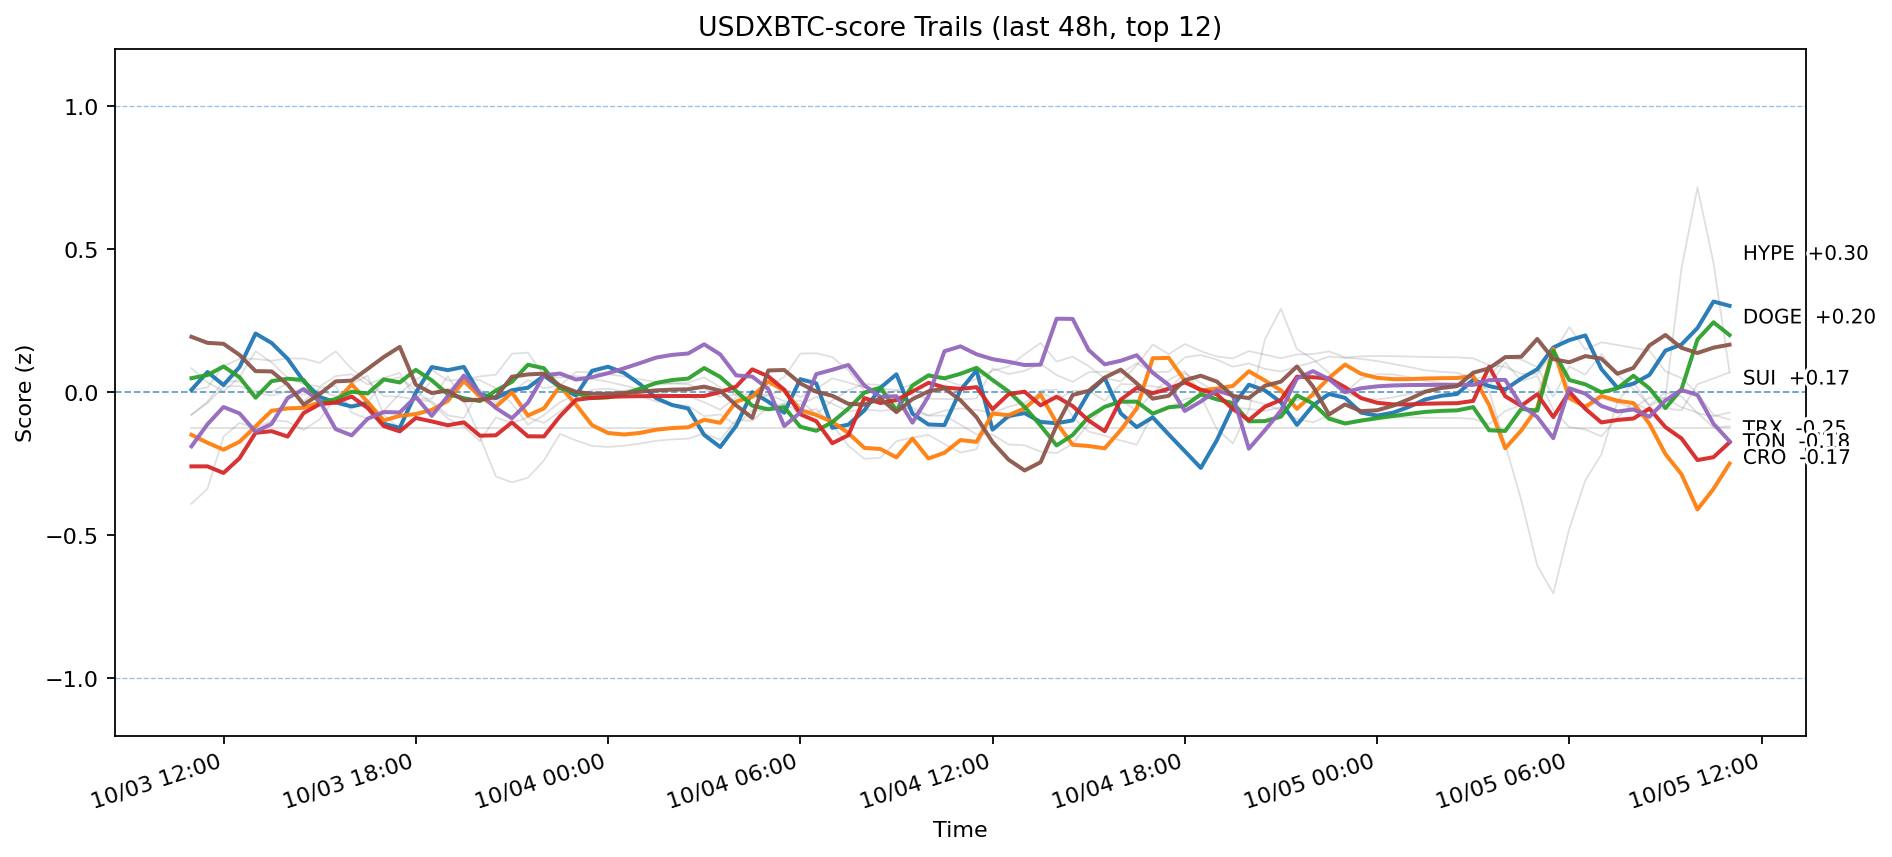 USDXBTC-score Trails (last 48h, top 12)
Score (z)
1.0
0.5
0.0
−0.5
−1.0
HYPE +0.30
DOGE +0.20
SUI +0.17
TRX -0.25
TON -0.18
CRO -0.17
10/03 12:00
10/03 18:00
10/04 00:00
10/04 06:00
10/04 12:00
10/04 18:00
10/05 00:00
10/05 06:00
10/05 12:00
Time